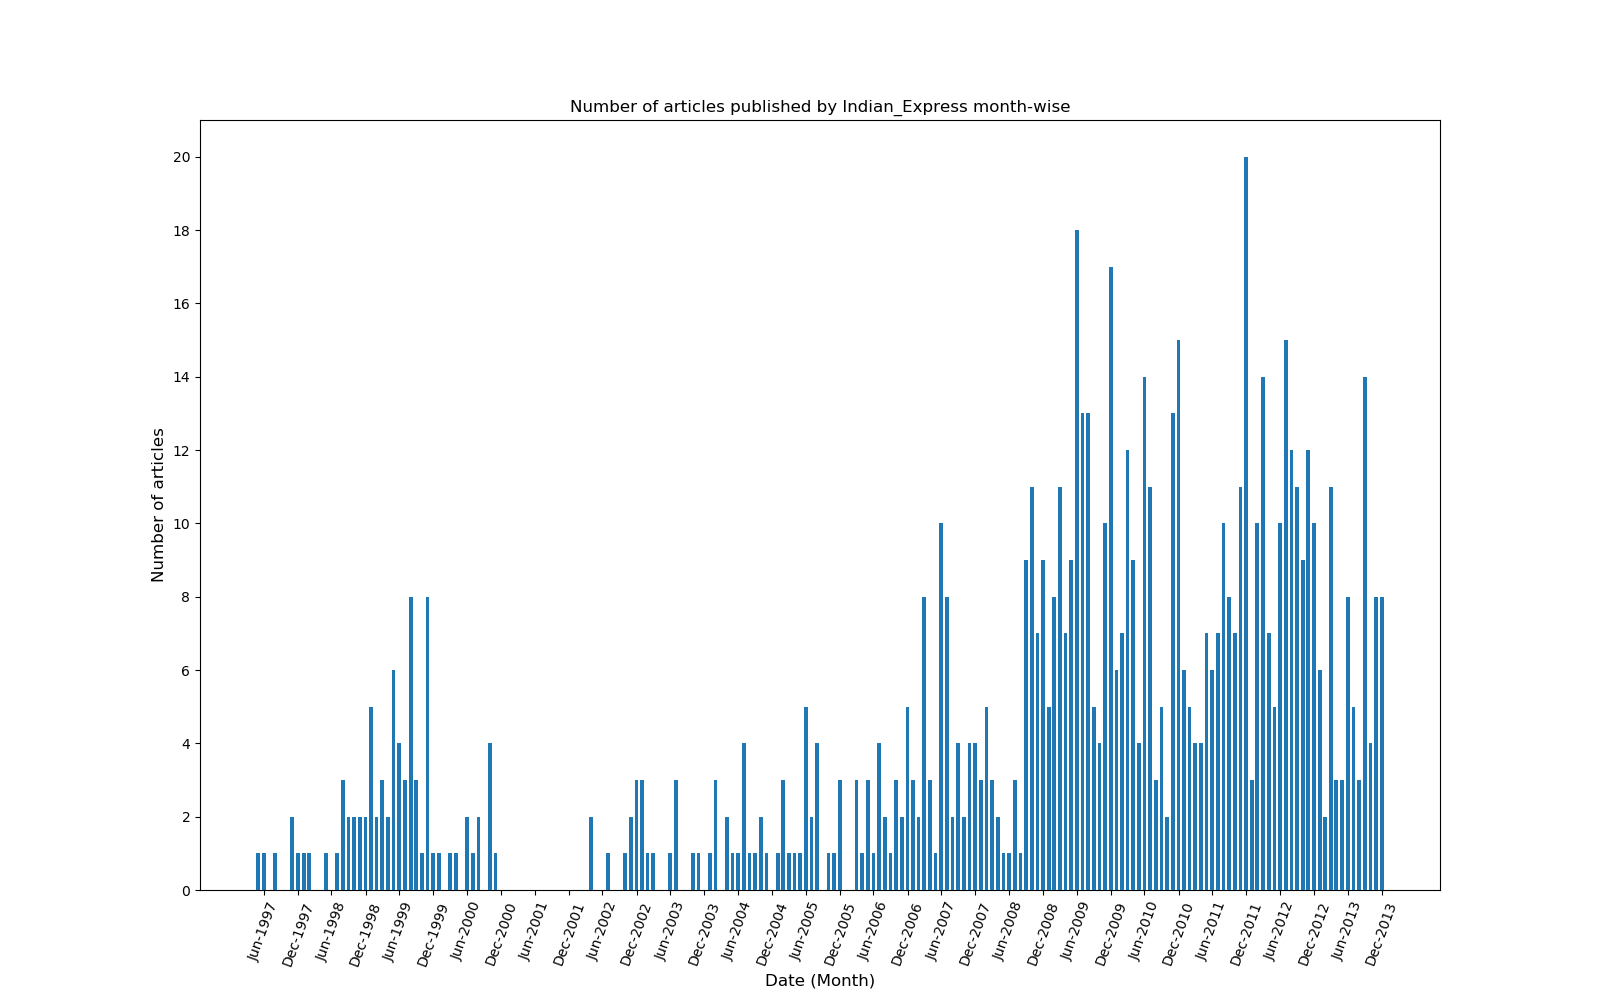 Number of articles published by Indian_Express month-wise
20
18
16
14
12
10
8
6
4
2
0
Number of articles
Jun-1997
Dec-1997
Jun-1998
Dec-1998
Jun-1999
Dec-1999
Jun-2000
Dec-2000
Jun-2001
Dec-2001
Jun-2002
Dec-2002
Jun-2003
Dec-2003
Jun-2004
Dec-2004
Jun-2005
Dec-2005
Jun-2006
Dec-2006
Jun-2007
Dec-2007
Jun-2008
Dec-2008
Jun-2009
Dec-2009
Jun-2010
Dec-2010
Jun-2011
Dec-2011
Jun-2012
Dec-2012
Jun-2013
Dec-2013
Date (Month)